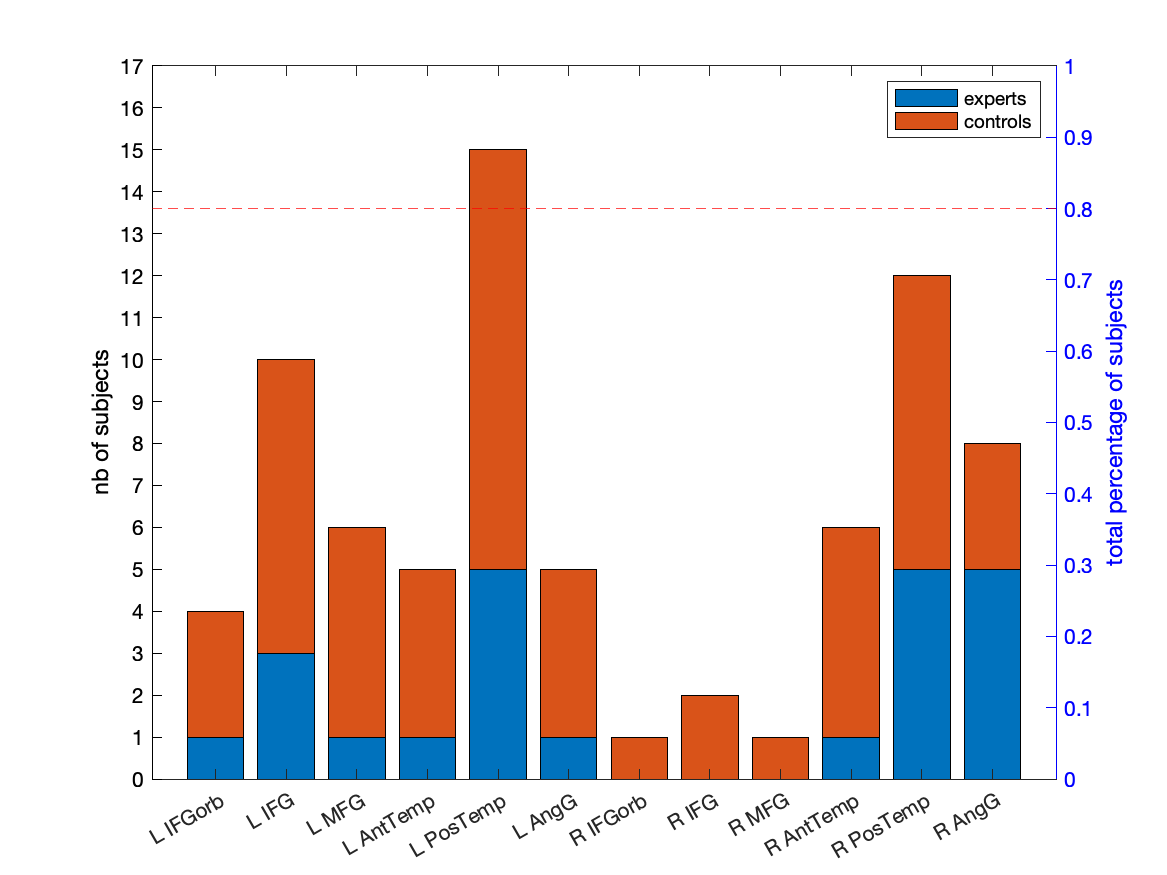 experts
controls
17
16
15
14
13
12
11
10
9
8
7
6
5
4
3
2
1
0
nb of subjects
1
0.9
0.8
0.7
0.6
0.5
0.4
0.3
0.2
0.1
0
total percentage of subjects
L IFGorb
L IFG
L MFG
L AntTemp
L PosTemp
L AngG
R IFGorb
R IFG
R MFG
R AntTemp
R PosTemp
R AngG